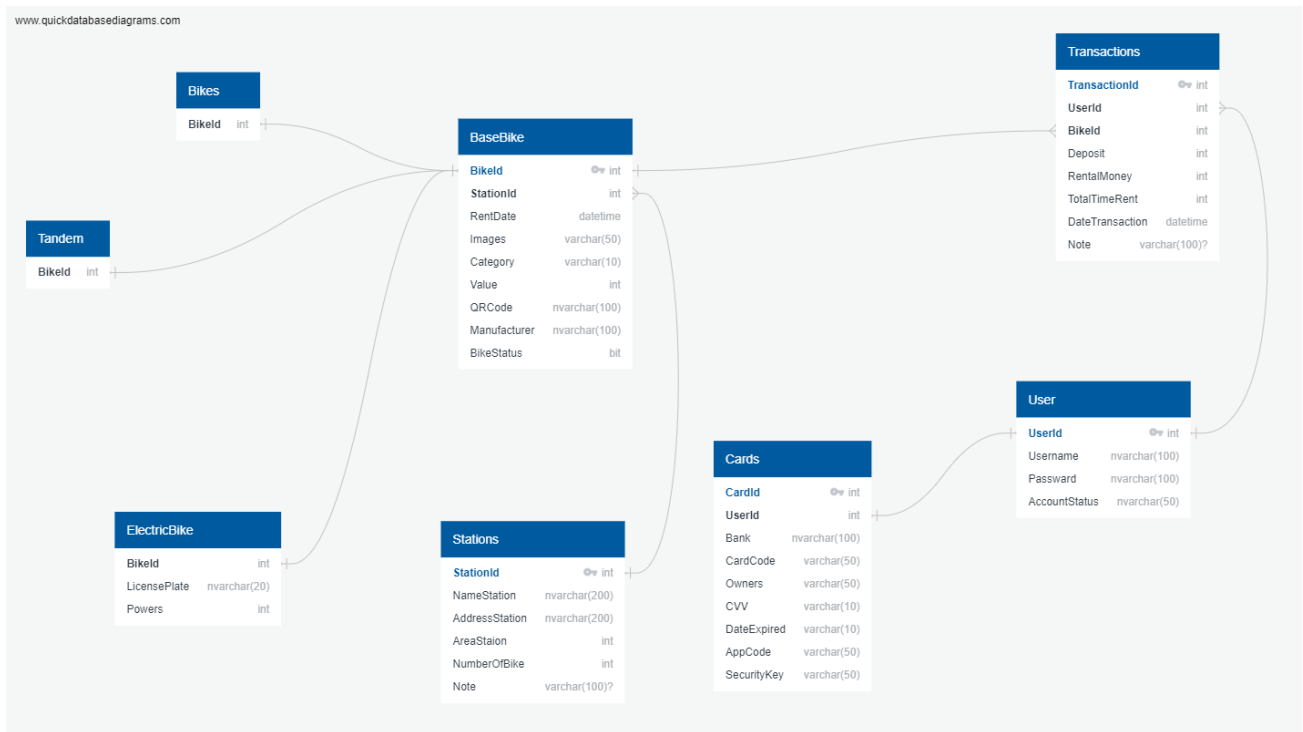 www.quickdatabasediagrams.com
Bikes
BikeId int
Tandem
BikeId int
ElectricBike
BikeId int
LicensePlate nvarchar(20)
Powers int
BaseBike
BikeId int
StationId int
RentDate datetime
Images varchar(50)
Category varchar(10)
Value int
QRCode nvarchar(100)
Manufacturer nvarchar(100)
BikeStatus bit
Stations
StationId int
NameStation nvarchar(200)
AddressStation nvarchar(200)
AreaStaion int
NumberOfBike int
Note varchar(100)?
Cards
CardId int
UserId int
Bank nvarchar(100)
CardCode varchar(50)
Owners varchar(50)
CVV varchar(10)
DateExpired varchar(10)
AppCode varchar(50)
SecurityKey varchar(50)
Transactions
TransactionId int
UserId int
BikeId int
Deposit int
RentalMoney int
TotalTimeRent int
DateTransaction datetime
Note varchar(100)?
User
UserId int
Username nvarchar(100)
Passward nvarchar(100)
AccountStatus nvarchar(50)